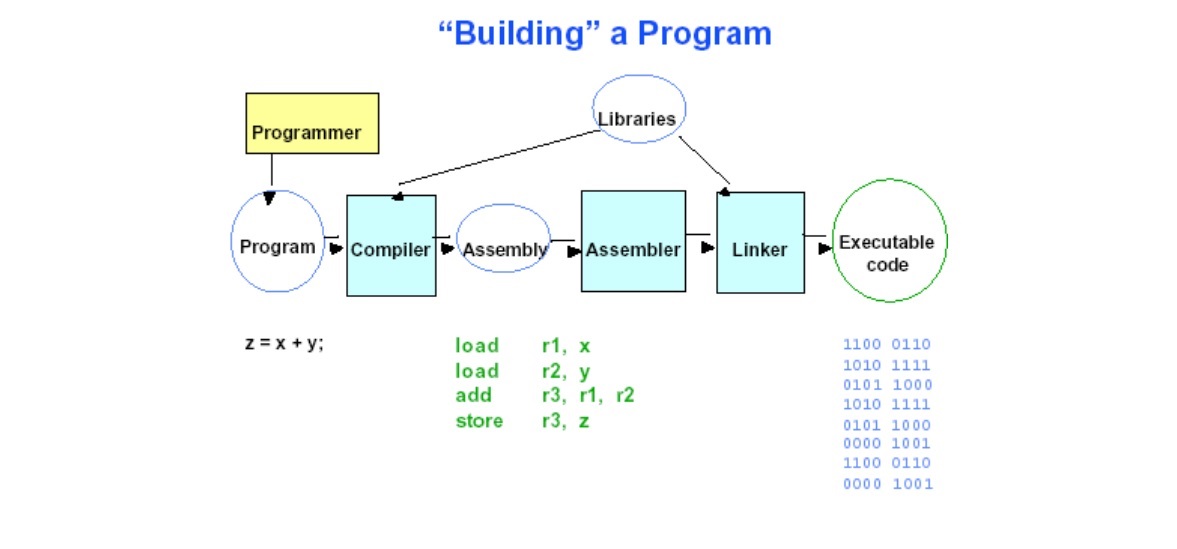 “Building” a Program
Libraries
Programmer
Program
Compiler
Assembly
Assembler
Linker
Executable
code
z = x + y;
load r1, x
load r2, y
add r3, r1, r2
store r3, z
1100 0110
1010 1111
0101 1000
1010 1111
0101 1000
0000 1001
1100 0110
0000 1001